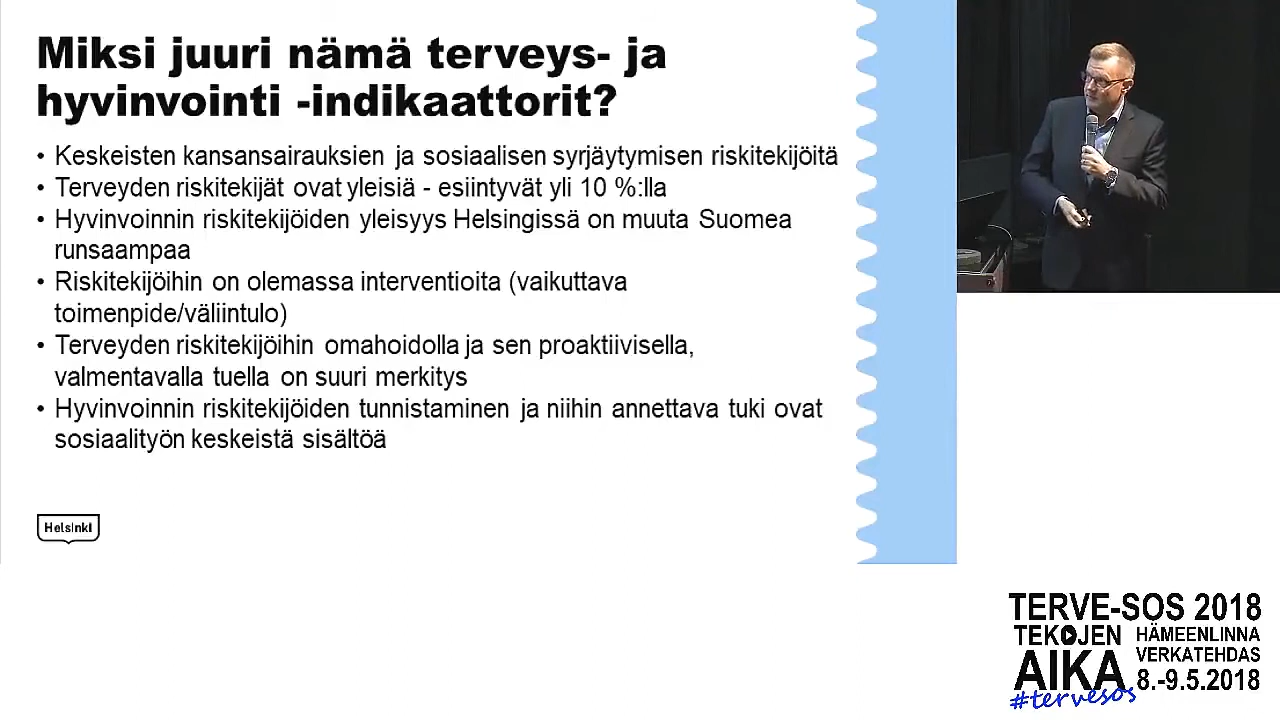 Miksi juuri nämä terveys- ja
hyvinvointi -indikaattorit?
• Keskeisten kansansairauksien ja sosiaalisen syrjäytymisen riskitekijöitä
• Terveyden riskitekijät ovat yleisiä - esiintyvät yli 10 %:lla
• Hyvinvoinnin riskitekijöiden yleisyys Helsingissä on muuta Suomea
runsaampaa
• Riskitekijöihin on olemassa interventioita (vaikuttava
toimenpide/väliintulo)
• Terveyden riskitekijöihin omahoidolla ja sen proaktiivisella,
valmentavalla tuella on suuri merkitys
• Hyvinvoinnin riskitekijöiden tunnistaminen ja niihin annettava tuki ovat
sosiaalityön keskeistä sisältöä
Helsinki
TERVE-SOS 2018
TEKOJEN
AIKA
HÄMEENLINNA
VERKATEHDAS
8.-9.5.2018
#tervesos